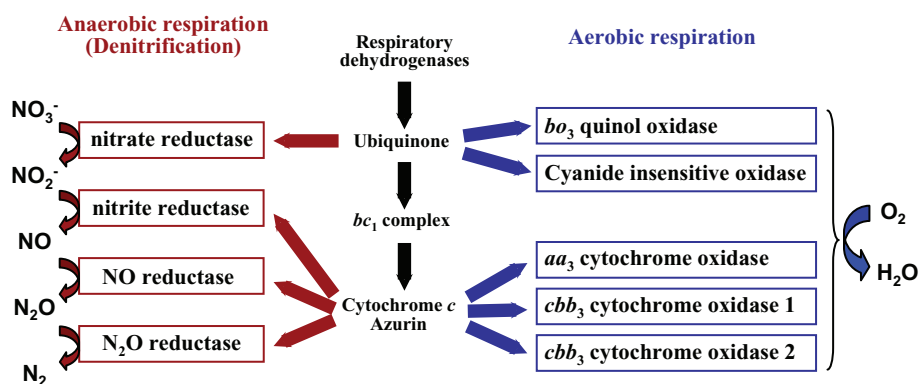 Anaerobic respiration
(Denitrification)
NO₃⁻
nitrate reductase
NO₂⁻
nitrite reductase
NO
NO reductase
N₂O
N₂O reductase
N₂
Respiratory
dehydrogenases
Ubiquinone
bc₁ complex
Cytochrome c
Azurin
Aerobic respiration
bo₃ quinol oxidase
Cyanide insensitive oxidase
aa₃ cytochrome oxidase
cbb₃ cytochrome oxidase 1
cbb₃ cytochrome oxidase 2
O₂
H₂O